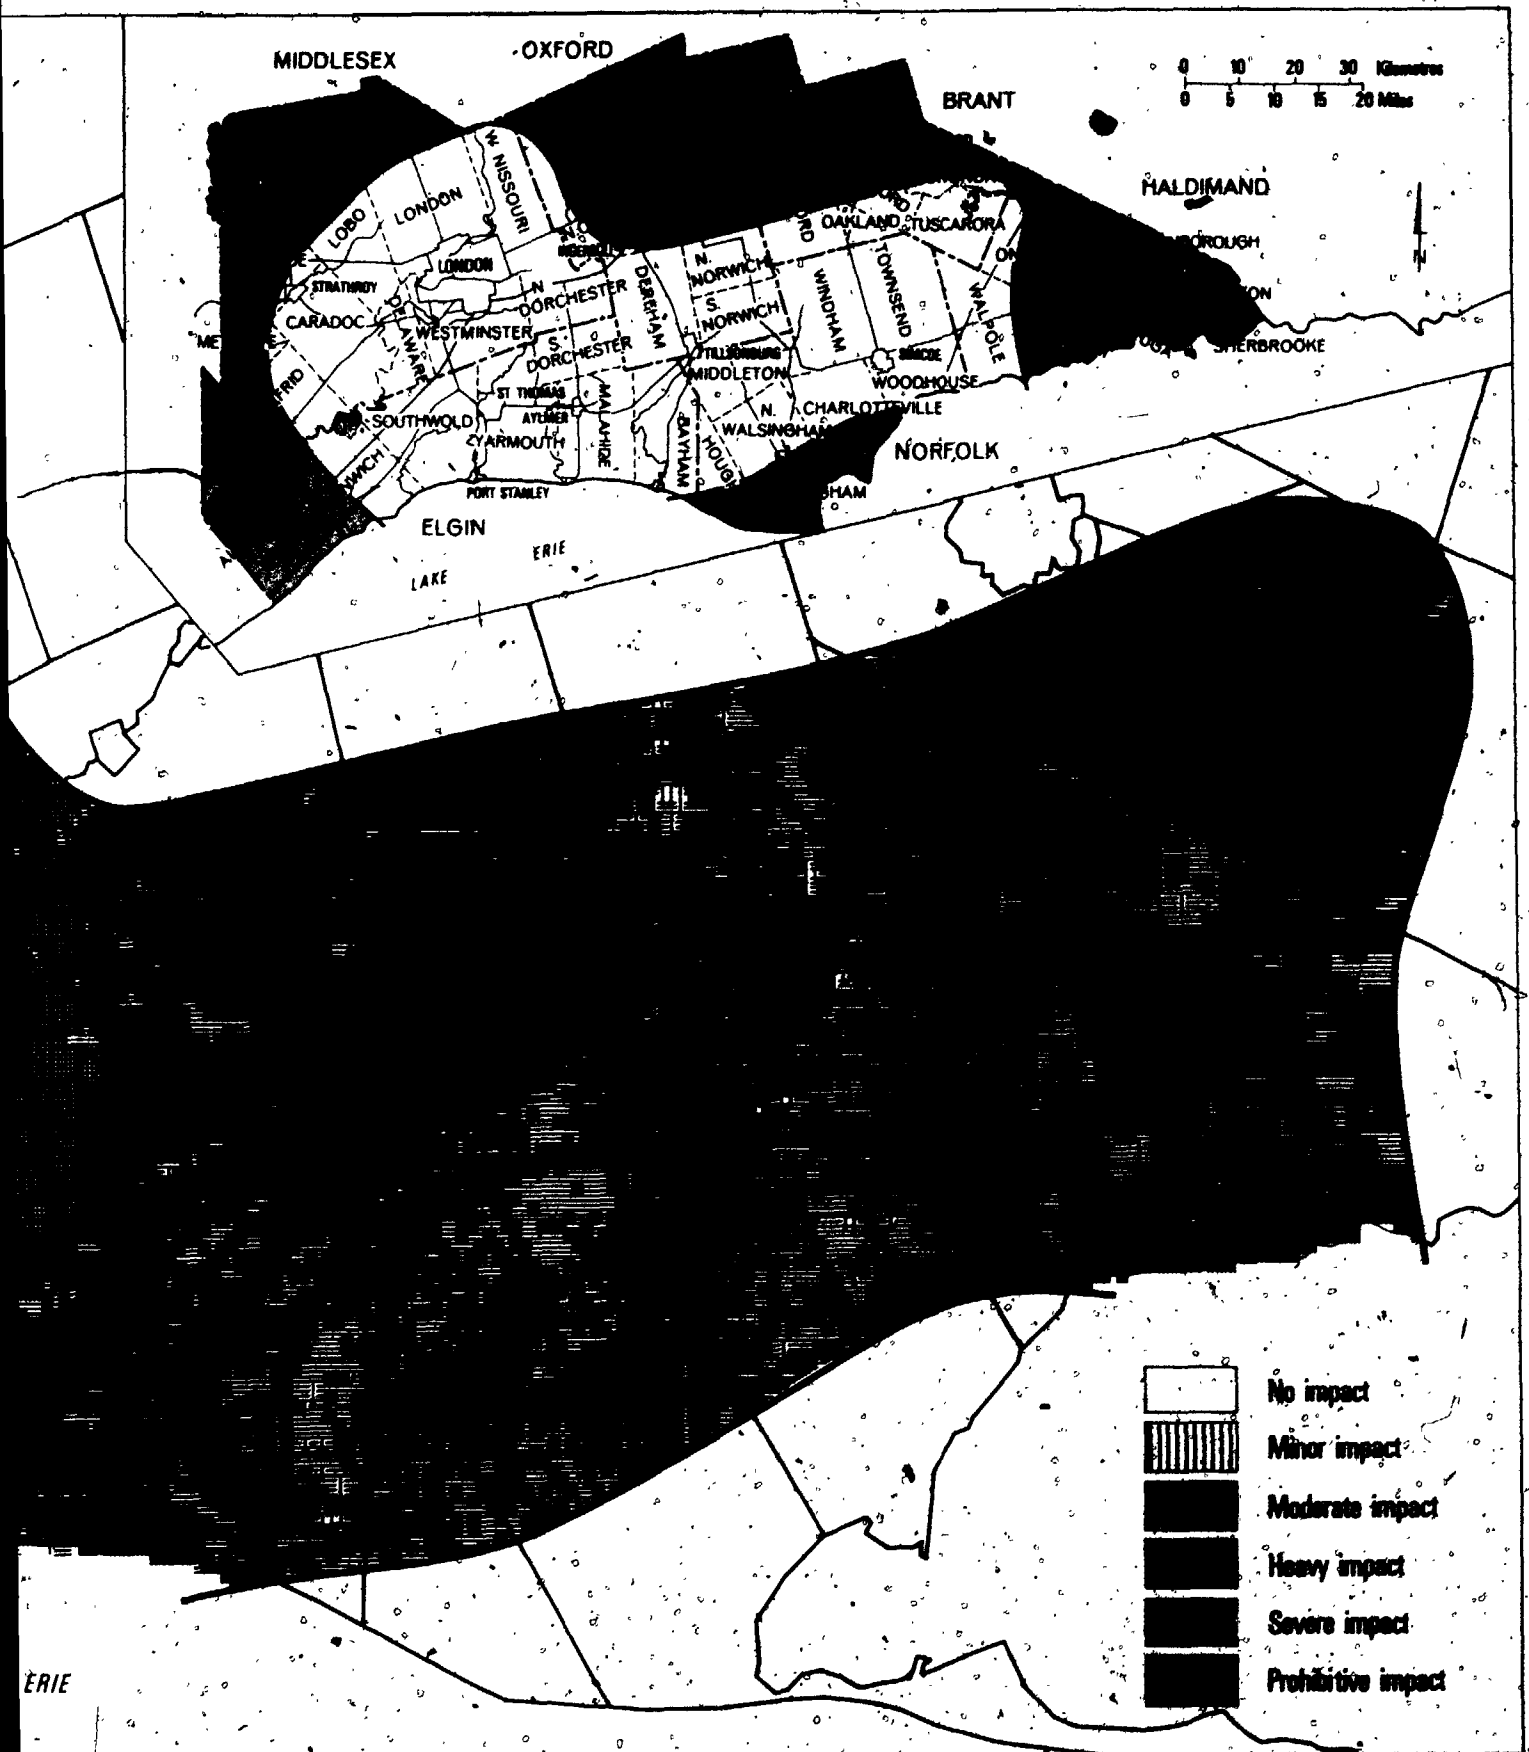 MIDDLESEX
OXFORD
BRANT
HALDIMAND
0 10 20 30 Kilometres
0 5 10 15 20 Miles
N
W. NISSOURI
LONDON
LOBO
STRATHROY
LONDON
CARADOC
DELAWARE
WESTMINSTER
N. DORCHESTER
S. DORCHESTER
DEREHAM
N. NORWICH
S. NORWICH
OAKLAND
TUSCARORA
WINDHAM
TOWNSEND
WALPOLE
TILLSONBURG
MIDDLETON
SIMCOE
WOODHOUSE
SHERBROOKE
ST THOMAS
AYLMER
MALAHIDE
SOUTHWOLD
YARMOUTH
BAYHAM
N. WALSINGHAM
CHARLOTTEVILLE
NORFOLK
PORT STANLEY
ELGIN
LAKE ERIE
No impact
Minor impact
Moderate impact
Heavy impact
Severe impact
Prohibitive impact
ERIE